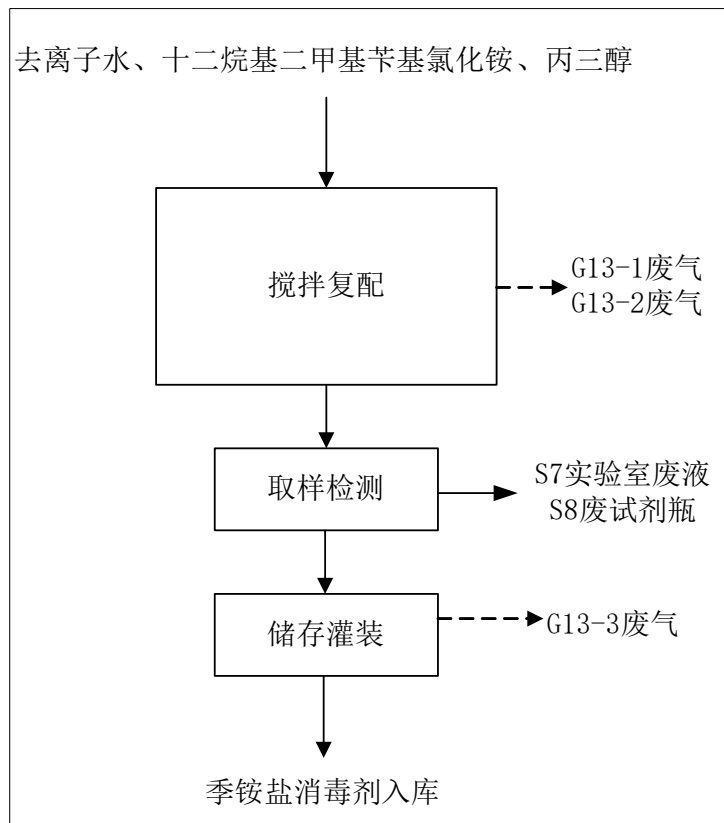 去离子水、十二烷基二甲基苄基氯化铵、丙三醇
搅拌复配
G13-1废气
G13-2废气
取样检测
S7实验室废液
S8废试剂瓶
储存灌装
G13-3废气
季铵盐消毒剂入库